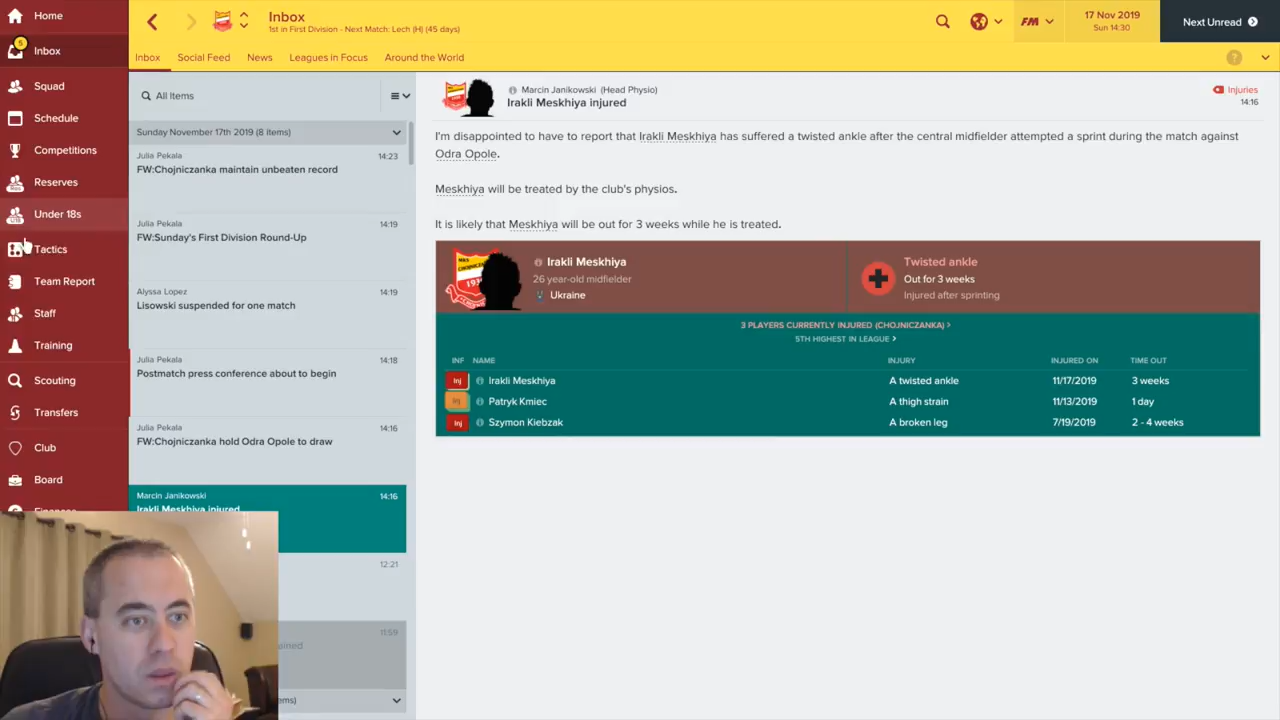 Home
Inbox
1st in First Division - Next Match: Lech (H) (45 days)
FM
17 Nov 2019
Sun 14:30
Next Unread
5
Inbox
Inbox
Social Feed
News
Leagues in Focus
Around the World
?
Squad
Schedule
Competitions
Reserves
Under 18s
Tactics
Team Report
Staff
Training
Scouting
Transfers
Club
Board
All Items
Sunday November 17th 2019 (8 items)
Julia Pekala 14:23
FW:Chojniczanka maintain unbeaten record
Julia Pekala 14:19
FW:Sunday's First Division Round-Up
Alyssa Lopez 14:19
Lisowski suspended for one match
Julia Pekala 14:18
Postmatch press conference about to begin
Julia Pekala 14:16
FW:Chojniczanka hold Odra Opole to draw
Marcin Janikowski 14:16
Irakli Meskhiya injured
12:21
11:59
Marcin Janikowski (Head Physio)
Irakli Meskhiya injured
Injuries
14:16
I'm disappointed to have to report that Irakli Meskhiya has suffered a twisted ankle after the central midfielder attempted a sprint during the match against
Odra Opole.
Meskhiya will be treated by the club's physios.
It is likely that Meskhiya will be out for 3 weeks while he is treated.
Irakli Meskhiya
26 year-old midfielder
Ukraine
Twisted ankle
Out for 3 weeks
Injured after sprinting
3 PLAYERS CURRENTLY INJURED (CHOJNICZANKA) >
5TH HIGHEST IN LEAGUE >
INF NAME INJURY INJURED ON TIME OUT
Inj Irakli Meskhiya A twisted ankle 11/17/2019 3 weeks
Inj Patryk Kmiec A thigh strain 11/13/2019 1 day
Inj Szymon Kiebzak A broken leg 7/19/2019 2 - 4 weeks